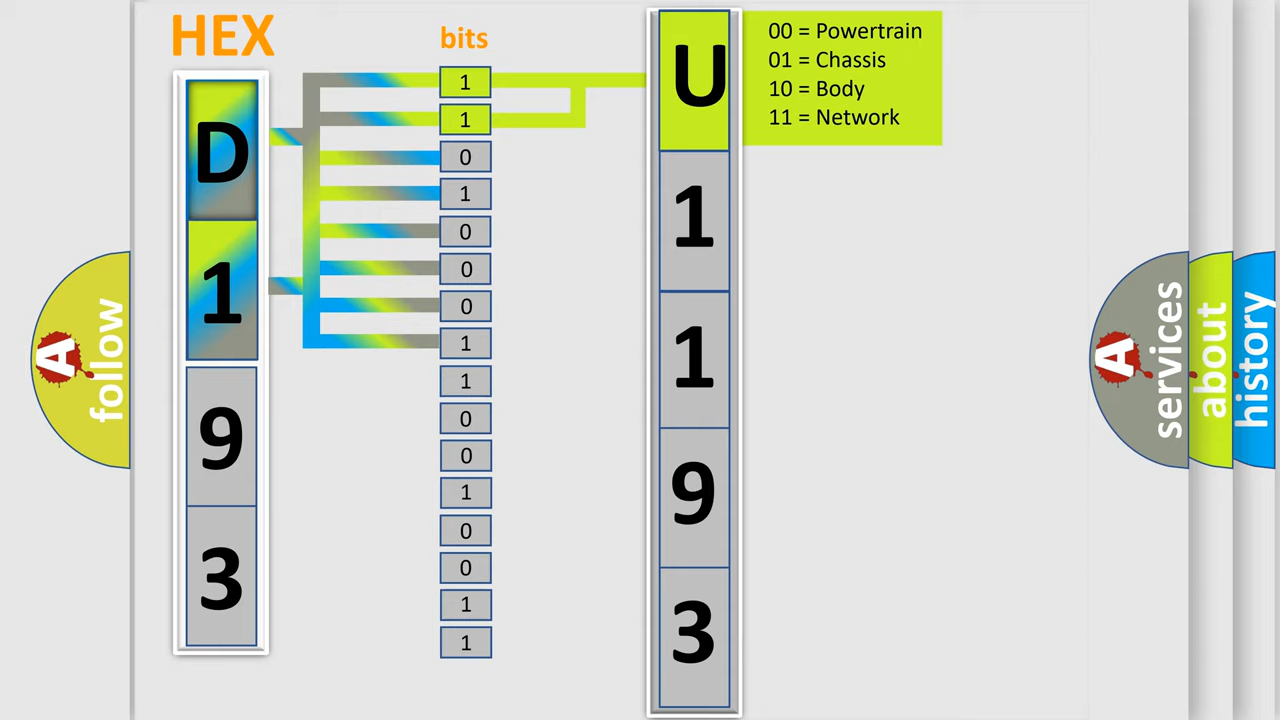 HEX
D
1
9
3
bits
1
1
0
1
0
0
0
1
1
0
0
1
0
0
1
1
U
1
1
9
3
00 = Powertrain
01 = Chassis
10 = Body
11 = Network
A follow
A services
about
history